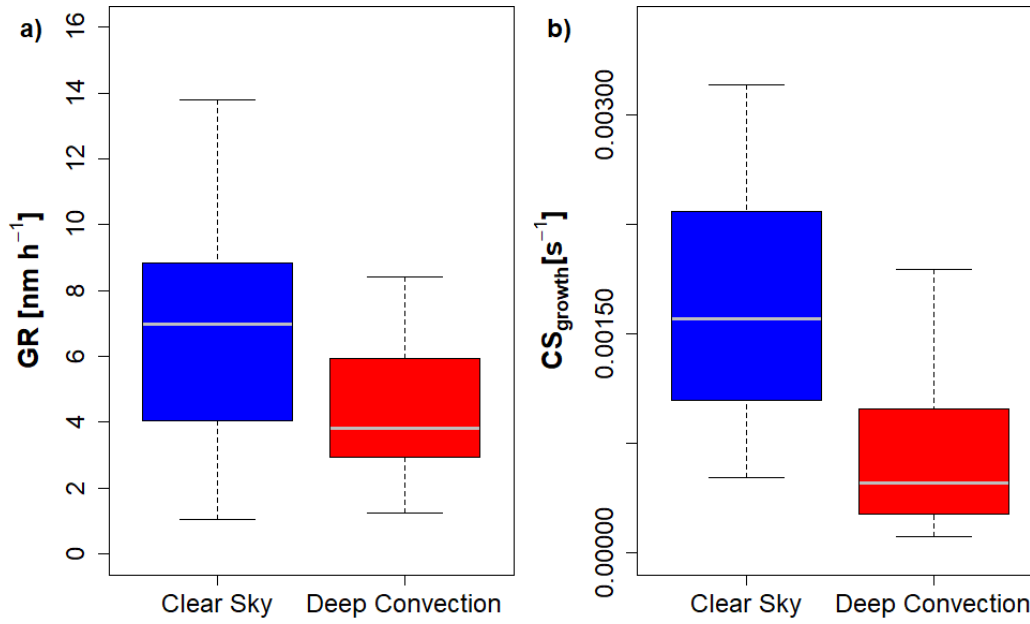 a)
GR [nm h⁻¹]
16
14
12
10
8
6
4
2
0
Clear Sky
Deep Convection
b)
CSgrowth[s⁻¹]
0.00300
0.00150
0.00000
Clear Sky
Deep Convection